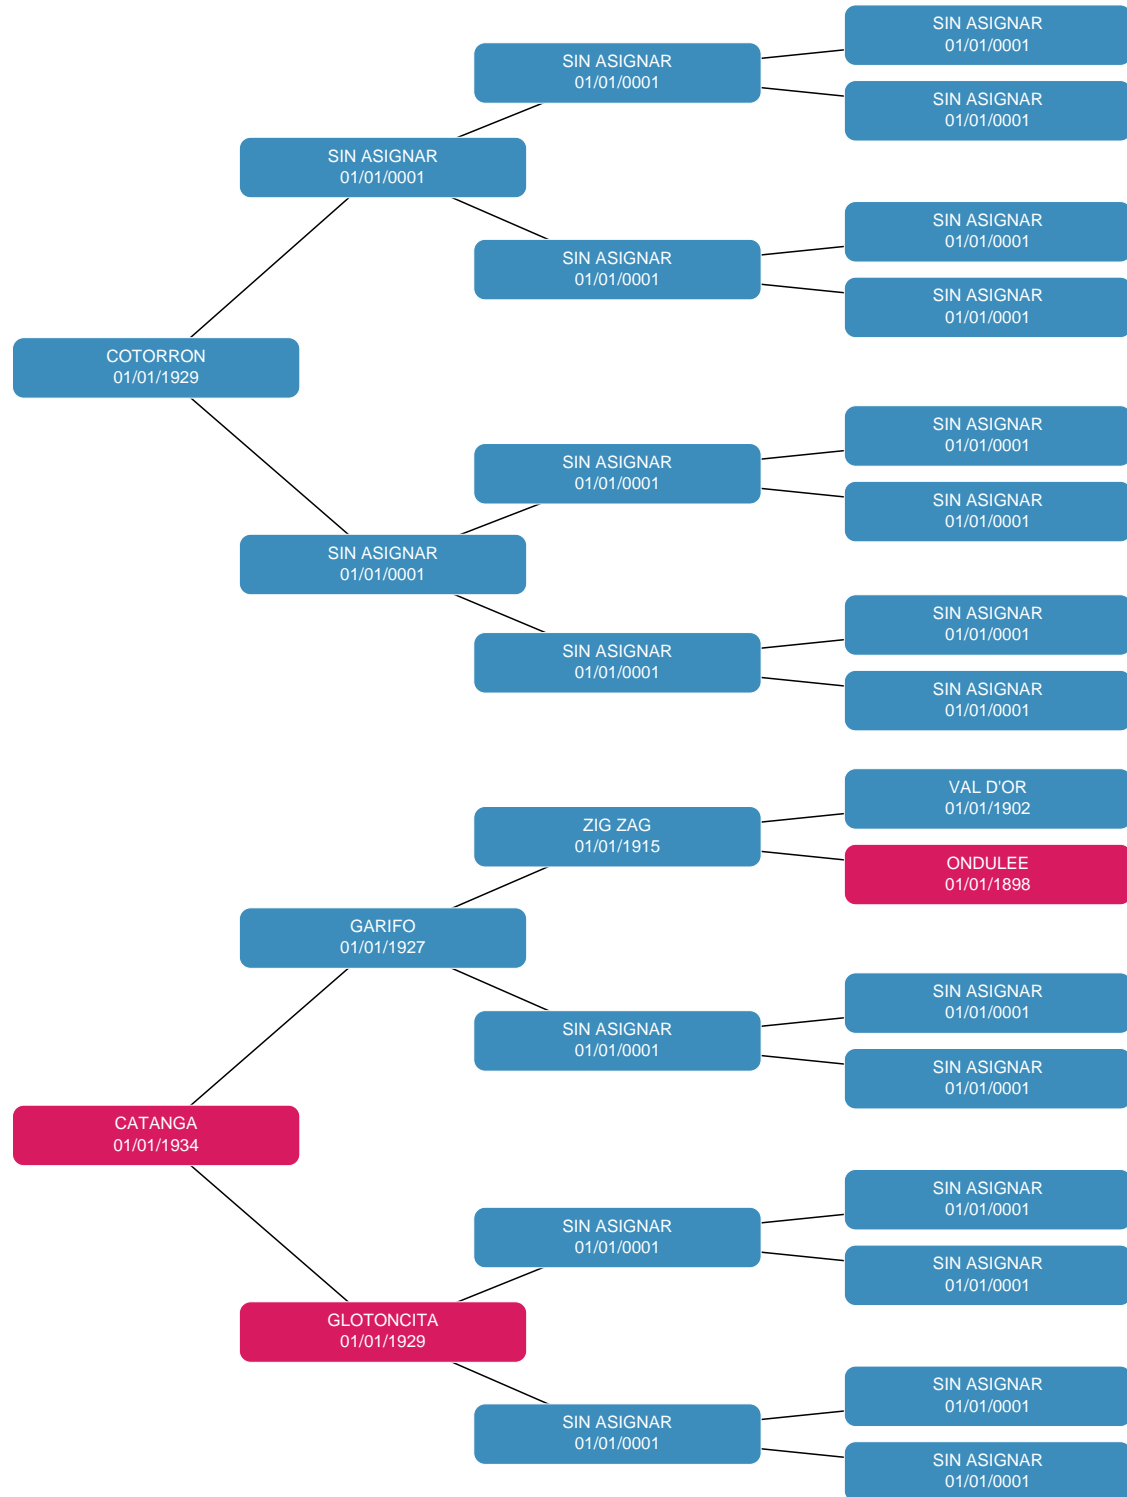 SIN ASIGNAR
01/01/0001
SIN ASIGNAR
01/01/0001
SIN ASIGNAR
01/01/0001
SIN ASIGNAR
01/01/0001
SIN ASIGNAR
01/01/0001
SIN ASIGNAR
01/01/0001
SIN ASIGNAR
01/01/0001
COTORRON
01/01/1929
SIN ASIGNAR
01/01/0001
SIN ASIGNAR
01/01/0001
SIN ASIGNAR
01/01/0001
SIN ASIGNAR
01/01/0001
SIN ASIGNAR
01/01/0001
SIN ASIGNAR
01/01/0001
SIN ASIGNAR
01/01/0001
VAL D'OR
01/01/1902
ZIG ZAG
01/01/1915
ONDULEE
01/01/1898
GARIFO
01/01/1927
SIN ASIGNAR
01/01/0001
SIN ASIGNAR
01/01/0001
SIN ASIGNAR
01/01/0001
CATANGA
01/01/1934
SIN ASIGNAR
01/01/0001
SIN ASIGNAR
01/01/0001
SIN ASIGNAR
01/01/0001
GLOTONCITA
01/01/1929
SIN ASIGNAR
01/01/0001
SIN ASIGNAR
01/01/0001
SIN ASIGNAR
01/01/0001